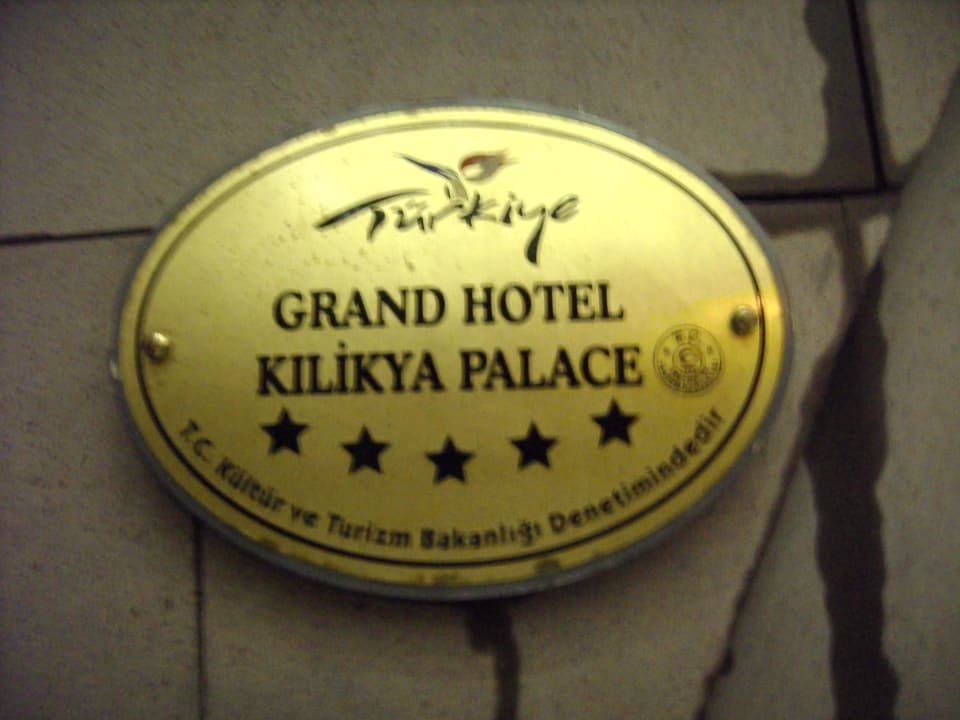 Türkiye
GRAND HOTEL
KILİKYA PALACE
T.C. Kültür ve Turizm Bakanlığı Denetimindedir